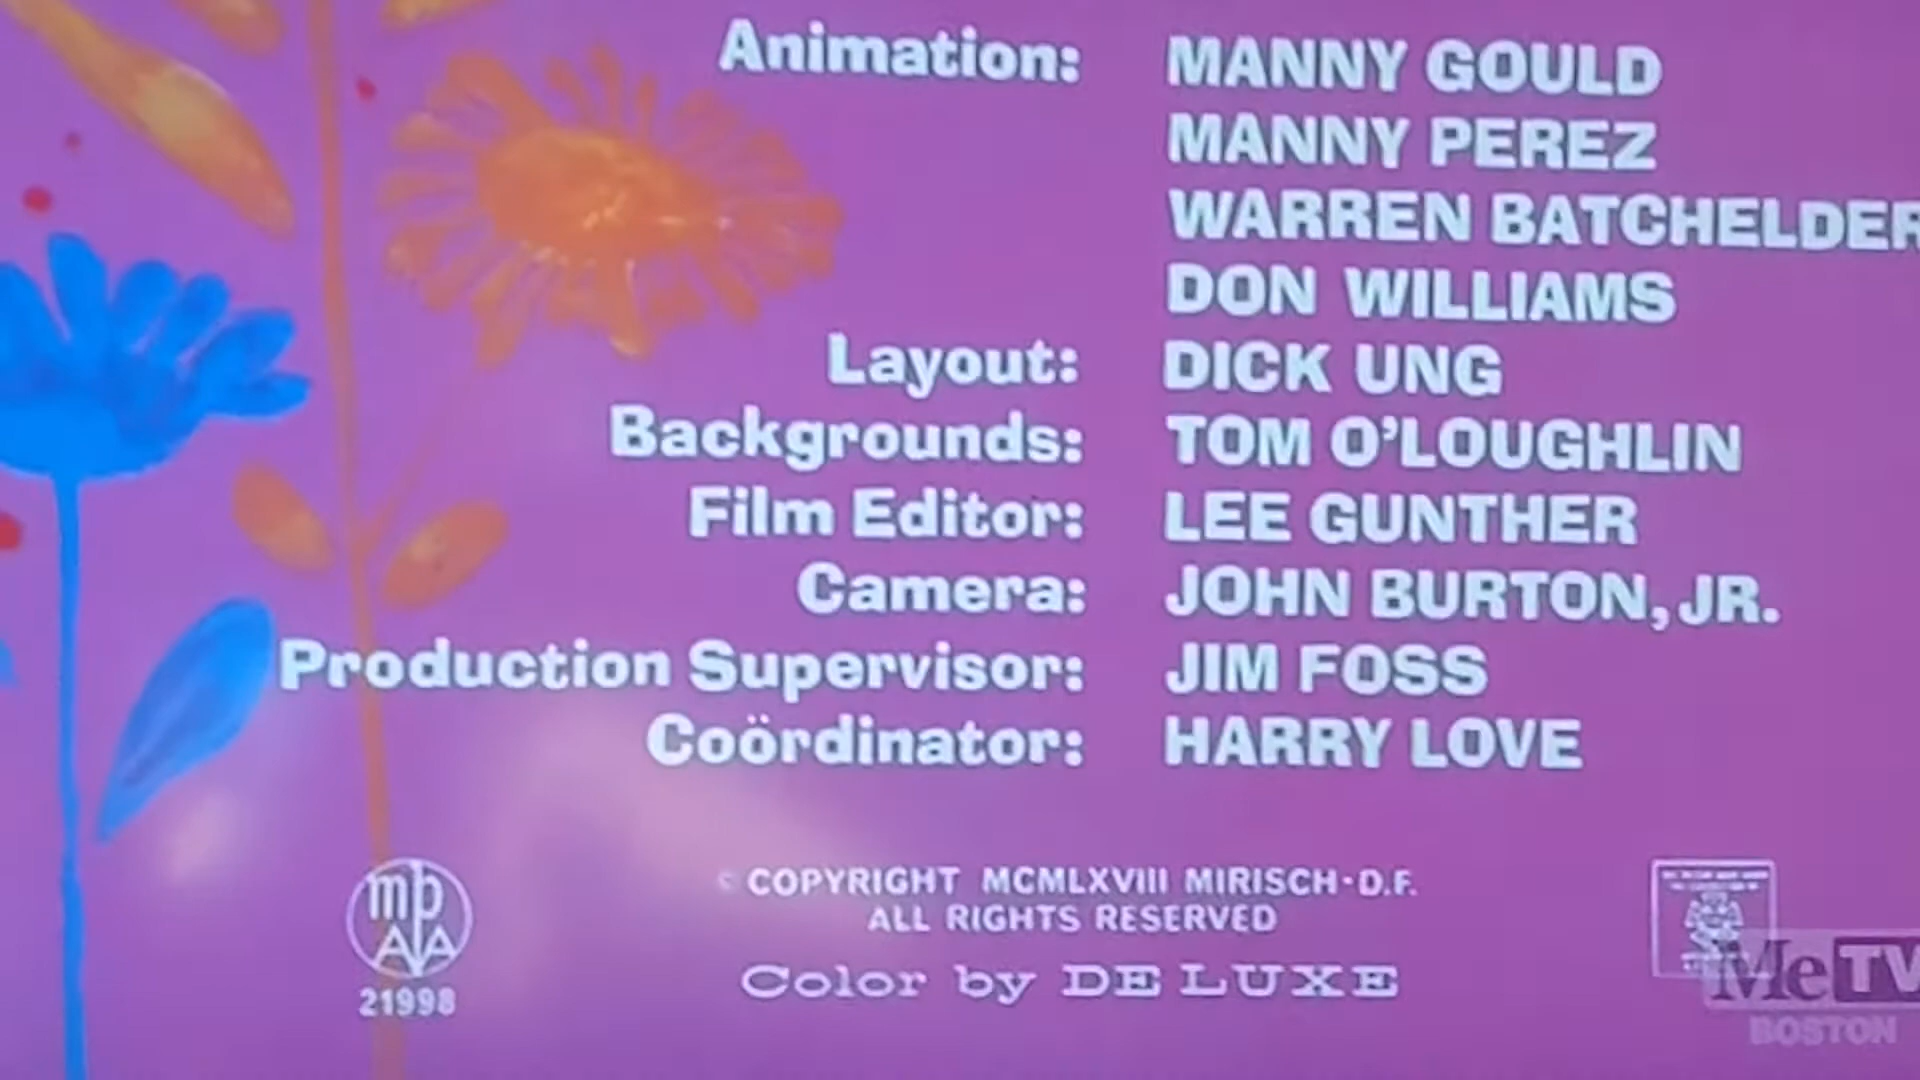 Animation: MANNY GOULD
MANNY PEREZ
WARREN BATCHELDER
DON WILLIAMS
Layout: DICK UNG
Backgrounds: TOM O'LOUGHLIN
Film Editor: LEE GUNTHER
Camera: JOHN BURTON, JR.
Production Supervisor: JIM FOSS
Coördinator: HARRY LOVE
© COPYRIGHT MCMLXVIII MIRISCH-D.F.
ALL RIGHTS RESERVED
Color by DE LUXE
mpAA
21998
MeTV
BOSTON